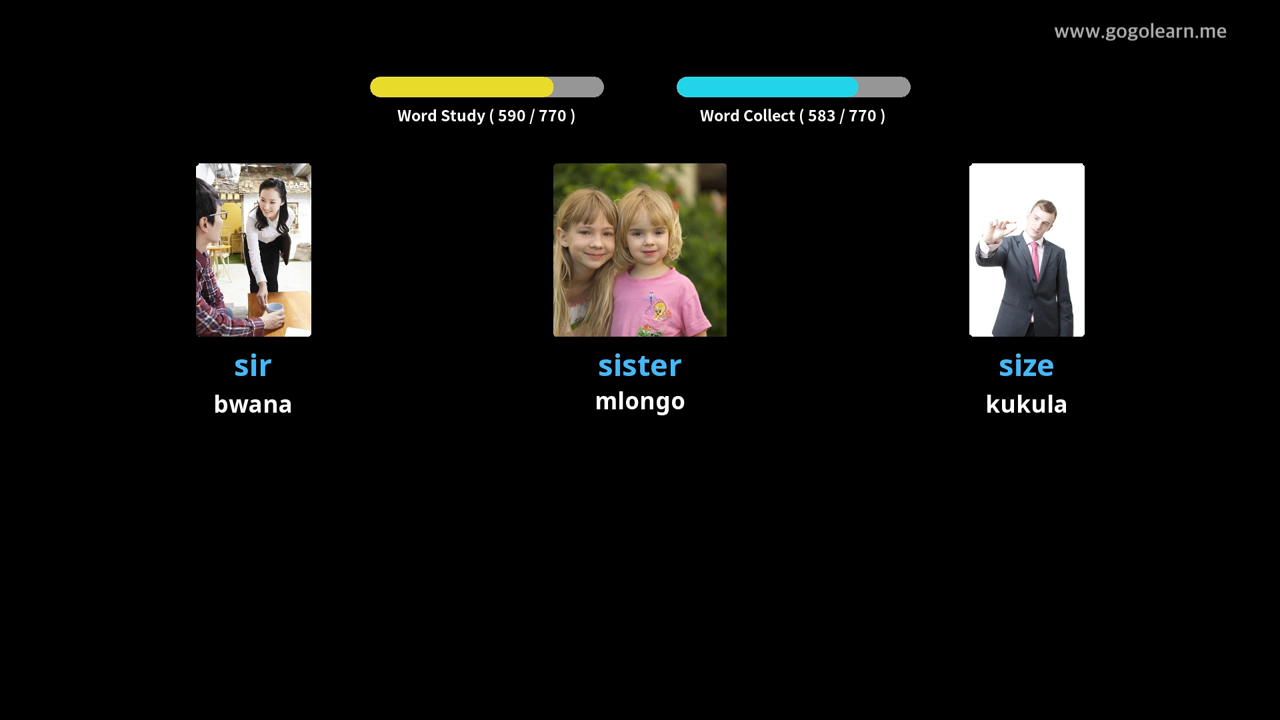 www.gogolearn.me
Word Study ( 590 / 770 )
Word Collect ( 583 / 770 )
sir
bwana
sister
mlongo
size
kukula